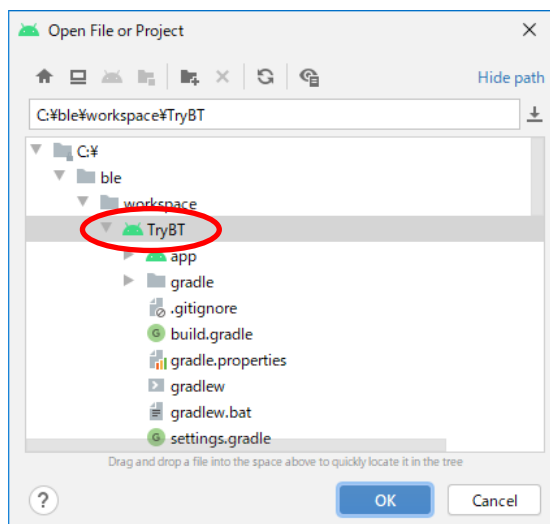 Open File or Project
Hide path
C:¥ble¥workspace¥TryBT
C:¥
ble
workspace
TryBT
app
gradle
.gitignore
build.gradle
gradle.properties
gradlew
gradlew.bat
settings.gradle
Drag and drop a file into the space above to quickly locate it in the tree
? OK Cancel